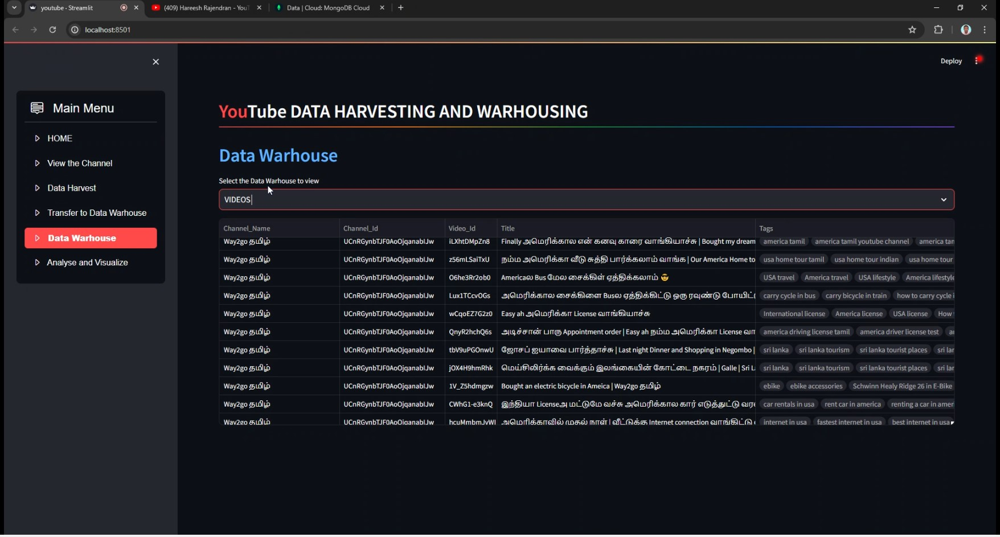 youtube · Streamlit
(409) Hareesh Rajendran - You
Data | Cloud: MongoDB Cloud
localhost:8501
Deploy
Main Menu
HOME
View the Channel
Data Harvest
Transfer to Data Warhouse
Data Warhouse
Analyse and Visualize
YouTube DATA HARVESTING AND WARHOUSING
Data Warhouse
Select the Data Warhouse to view
VIDEOS
Channel_Name Channel_Id Video_Id Title Tags
Way2go தமிழ் UCnRGynbTJF0AoOjqanablJw iLXhtDMpZn8 Finally அமெரிக்கால என் கனவு காரை வாங்கியாச்சு | Bought my dream america tamil america tamil youtube channel america tam
Way2go தமிழ் UCnRGynbTJF0AoOjqanablJw z56mLSaiTxU நம்ம அமெரிக்கா வீடு சுத்தி பார்க்கலாம் வாங்க | Our America Home to usa home tour tamil usa home tour indian usa home tour
Way2go தமிழ் UCnRGynbTJF0AoOjqanablJw O6he3Rr2ob0 Americaல Bus மேல சைக்கிள் ஏத்திக்கலாம் 😎 USA travel America travel USA lifestyle America lifestyle
Way2go தமிழ் UCnRGynbTJF0AoOjqanablJw Lux1TCcvOGs அமெரிக்கால சைக்கிளை Busல ஏத்திக்கிட்டு ஒரு ரவுண்டு போயிட்டு carry cycle in bus carry bicycle in train how to carry cycle i
Way2go தமிழ் UCnRGynbTJF0AoOjqanablJw wCqoEZ7G2z0 Easy ah அமெரிக்கா License வாங்கியாச்சு International license America license USA license How
Way2go தமிழ் UCnRGynbTJF0AoOjqanablJw QnyR2hchQ6s அடிச்சான் பாரு Appointment order | Easy ah நம்ம அமெரிக்கா License வா america driving license tamil america driver license test
Way2go தமிழ் UCnRGynbTJF0AoOjqanablJw tbV9uPGOnwU ஜோசப் ஐயாவை பார்த்தாச்சு | Last night Dinner and Shopping in Negombo | sri lanka sri lanka tourism sri lanka tourist places sri lan
Way2go தமிழ் UCnRGynbTJF0AoOjqanablJw jOX4H9hmRhk மெய்சிலிர்க்க வைக்கும் இலங்கையின் கோட்டை நகரம் | Galle | Sri L sri lanka sri lanka tourism sri lanka tourist places sri lan
Way2go தமிழ் UCnRGynbTJF0AoOjqanablJw 1V_Z5hdmgzw Bought an electric bicycle in Ameica | Way2go தமிழ் ebike ebike accessories Schwinn Healy Ridge 26 in E-Bike
Way2go தமிழ் UCnRGynbTJF0AoOjqanablJw CWhG1-e3knQ இந்தியா Licenseஅ மட்டுமே வச்சு அமெரிக்கால கார் எடுத்துட்டு வர car rentals in usa rent car in america renting a car in amer
Way2go தமிழ் UCnRGynbTJF0AoOjqanablJw hcuMmbmJvWI அமெரிக்காவில் முதல் நாள் | வீட்டுக்கு Internet connection வாங்கிட்டு internet in usa fastest internet in usa best internet in usa